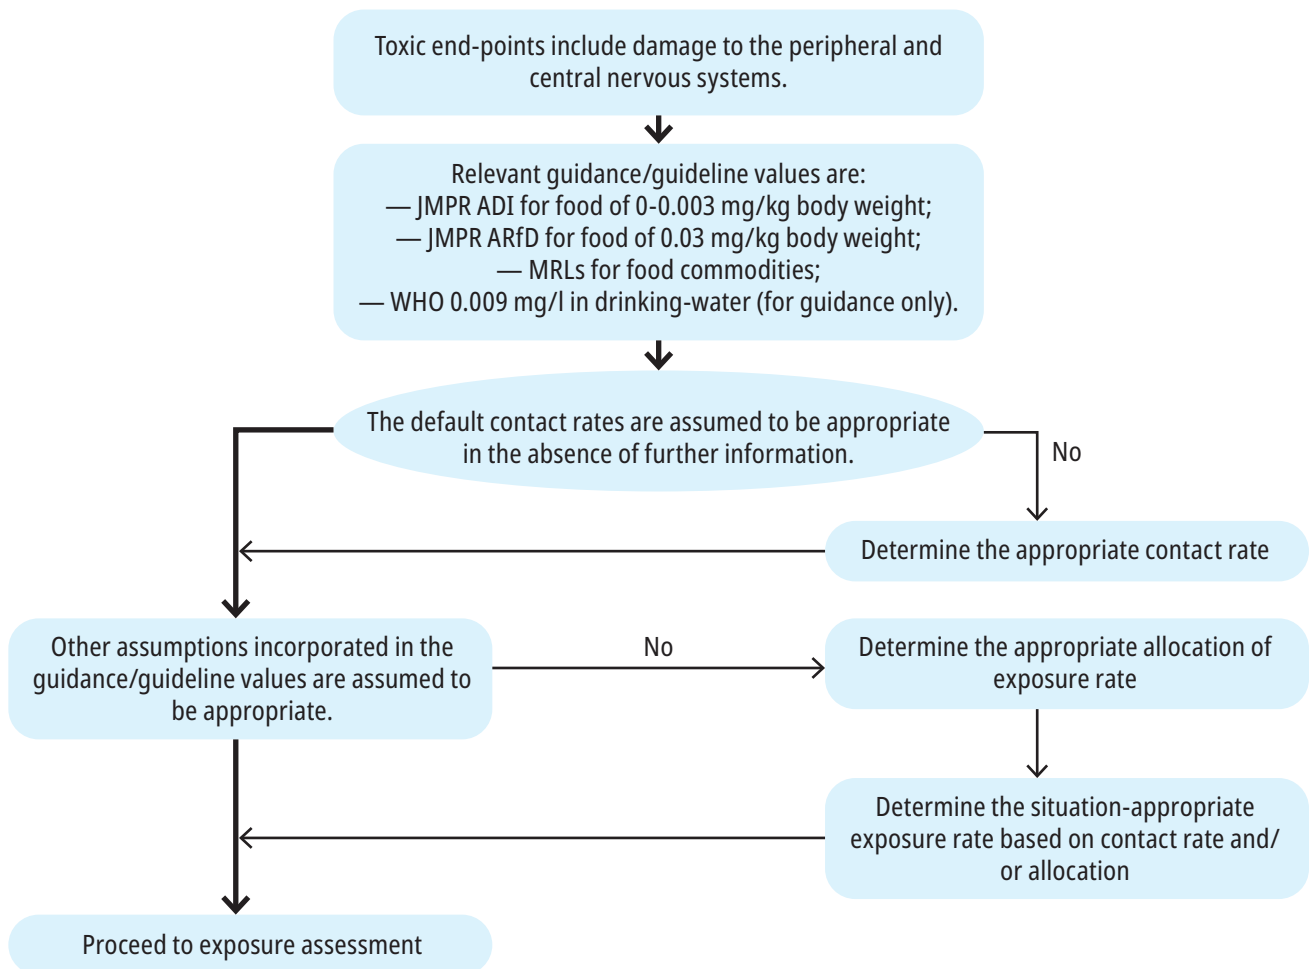 Toxic end-points include damage to the peripheral and
central nervous systems.
Relevant guidance/guideline values are:
— JMPR ADI for food of 0-0.003 mg/kg body weight;
— JMPR ARfD for food of 0.03 mg/kg body weight;
— MRLs for food commodities;
— WHO 0.009 mg/l in drinking-water (for guidance only).
The default contact rates are assumed to be appropriate
in the absence of further information.
No
Determine the appropriate contact rate
Other assumptions incorporated in the
guidance/guideline values are assumed to
be appropriate.
No
Determine the appropriate allocation of
exposure rate
Determine the situation-appropriate
exposure rate based on contact rate and/
or allocation
Proceed to exposure assessment